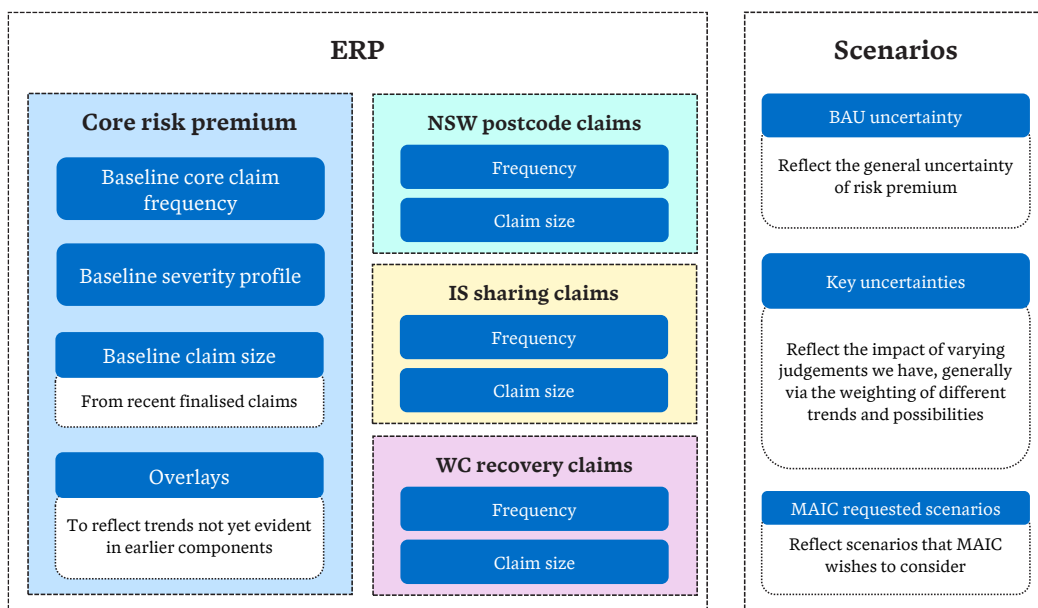 ERP
Core risk premium
Baseline core claim
frequency
Baseline severity profile
Baseline claim size
From recent finalised claims
Overlays
To reflect trends not yet evident
in earlier components
NSW postcode claims
Frequency
Claim size
IS sharing claims
Frequency
Claim size
WC recovery claims
Frequency
Claim size
Scenarios
BAU uncertainty
Reflect the general uncertainty
of risk premium
Key uncertainties
Reflect the impact of varying
judgements we have, generally
via the weighting of different
trends and possibilities
MAIC requested scenarios
Reflect scenarios that MAIC
wishes to consider